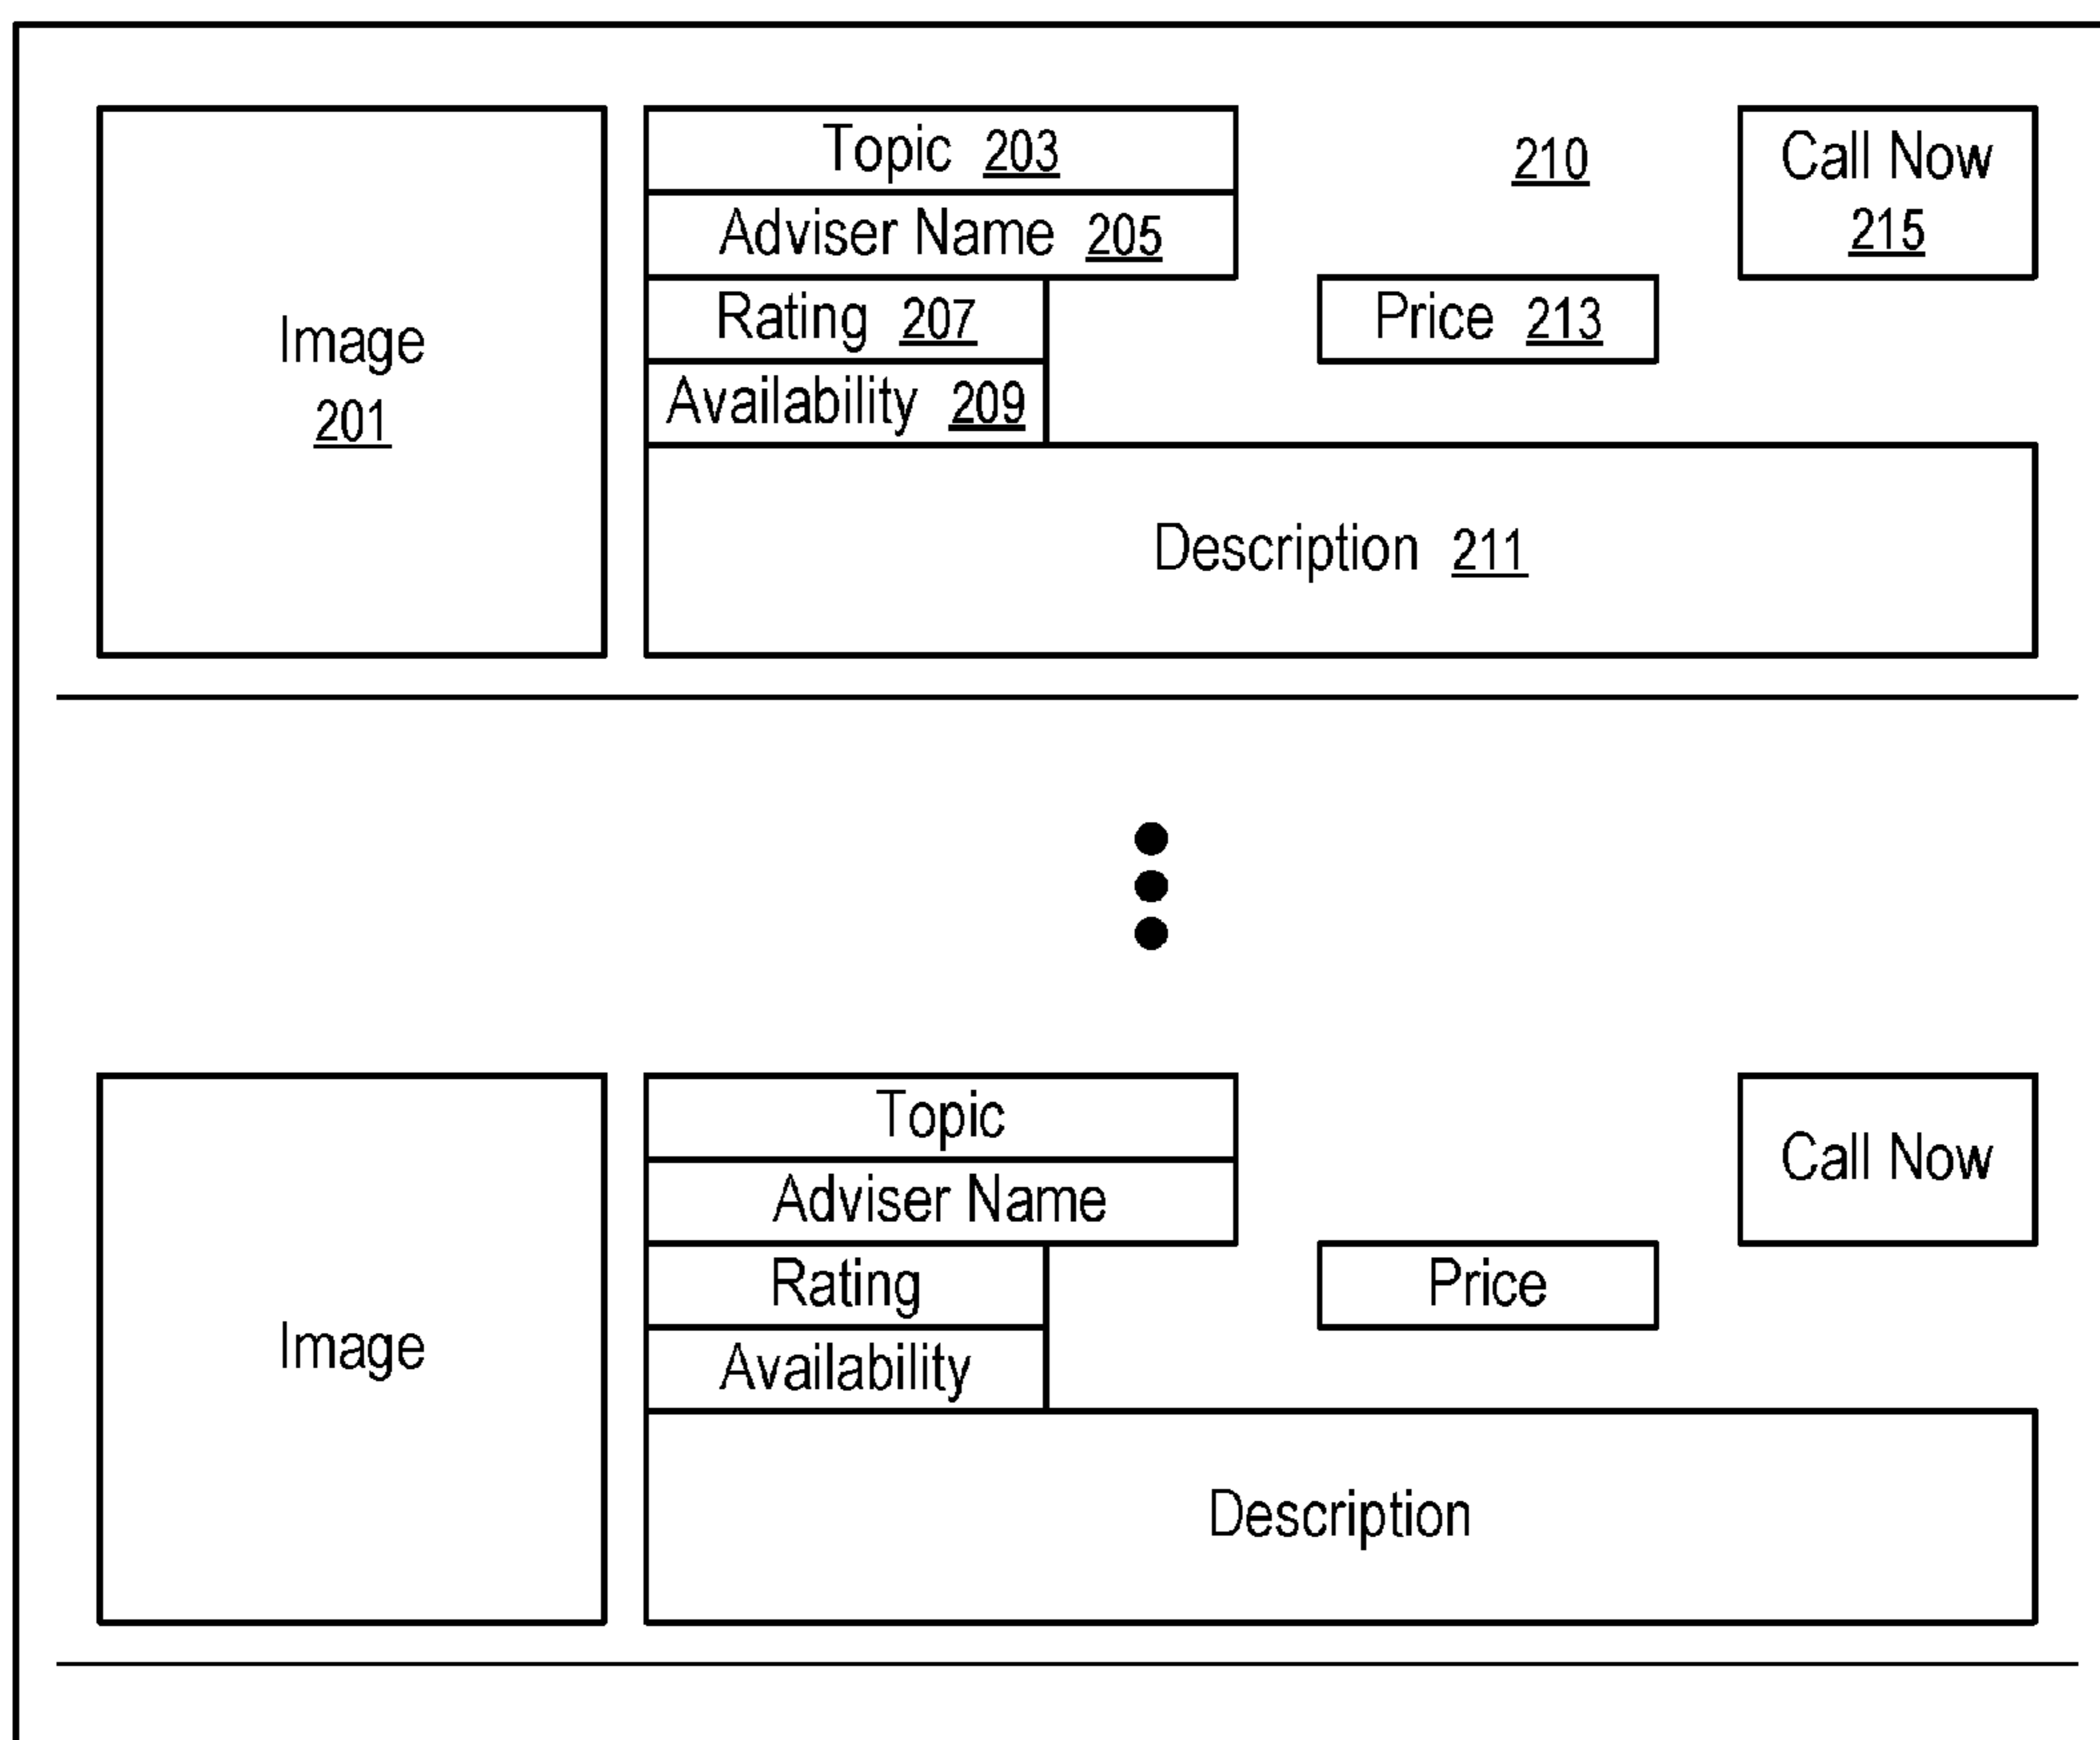 Topic 203
210
Call Now
215
Adviser Name 205
Rating 207
Price 213
Image
201
Availability 209
Description 211
Topic
Call Now
Adviser Name
Rating
Price
Image
Availability
Description